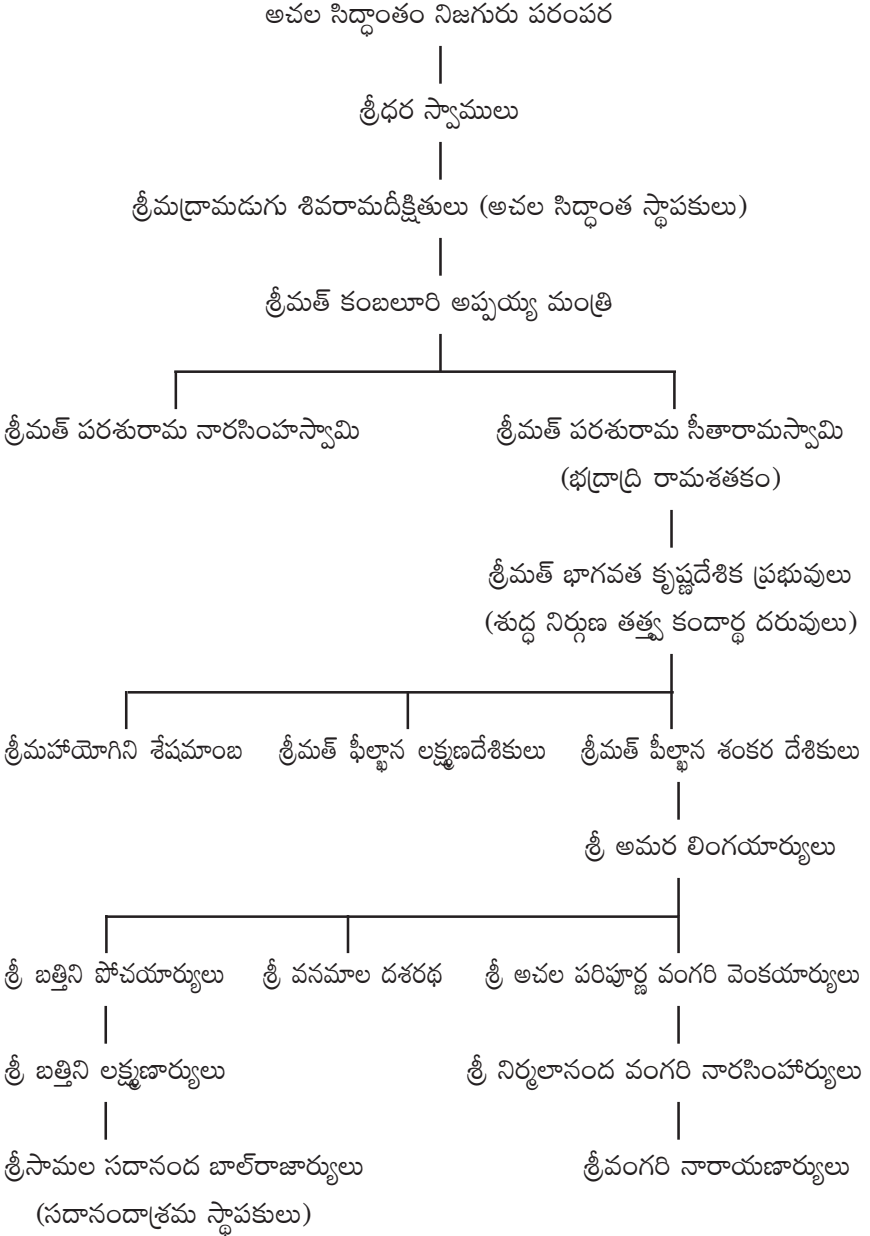 అచల సిద్ధాంతం నిజగురు పరంపర
శ్రీధర స్వాములు
శ్రీమద్రామడుగు శివరామదీక్షితులు (అచల సిద్ధాంత స్థాపకులు)
శ్రీమత్ కంబలూరి అప్పయ్య మంత్రి
శ్రీమత్ పరశురామ నారసింహస్వామి శ్రీమత్ పరశురామ సీతారామస్వామి
(భద్రాద్రి రామశతకం)
శ్రీమత్ భాగవత కృష్ణదేశిక ప్రభువులు
(శుద్ధ నిర్గుణ తత్త్వ కందార్థ దరువులు)
శ్రీమహాయోగిని శేషమాంబ శ్రీమత్ ఫీల్ఖాన లక్ష్మణదేశికులు శ్రీమత్ పీల్ఖాన శంకర దేశికులు
శ్రీ అమర లింగయార్యులు
శ్రీ బత్తిని పోచయార్యులు శ్రీ వనమాల దశరథ శ్రీ అచల పరిపూర్ణ వంగరి వెంకయార్యులు
శ్రీ బత్తిని లక్ష్మణార్యులు శ్రీ నిర్మలానంద వంగరి నారసింహార్యులు
శ్రీసామల సదానంద బాల్‌రాజార్యులు శ్రీవంగరి నారాయణార్యులు
(సదానందాశ్రమ స్థాపకులు)